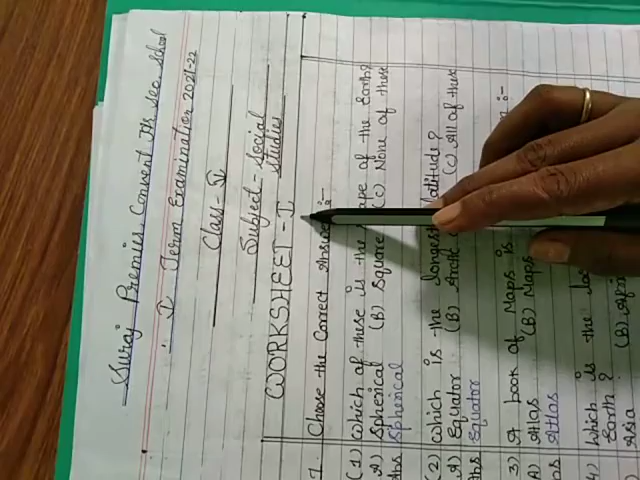 Suraj Premier Convent Hr. Sec. School
I Term Examination 2021-22
Class - V
Subject - Social
Studies
WORKSHEET - I
1. Choose the Correct Answer :-
(1) Which of these is the shape of the Earth?
A) Spherical (B) Square (C) None of these
Ans Spherical
(2) Which is the longest latitude?
A) Equator (B) Arctic (C) All of these
Ans Equator
3) A book of Maps is
A) Atlas (B) Maps
Ans Atlas
4) Which is the
Earth?
Asia (B)